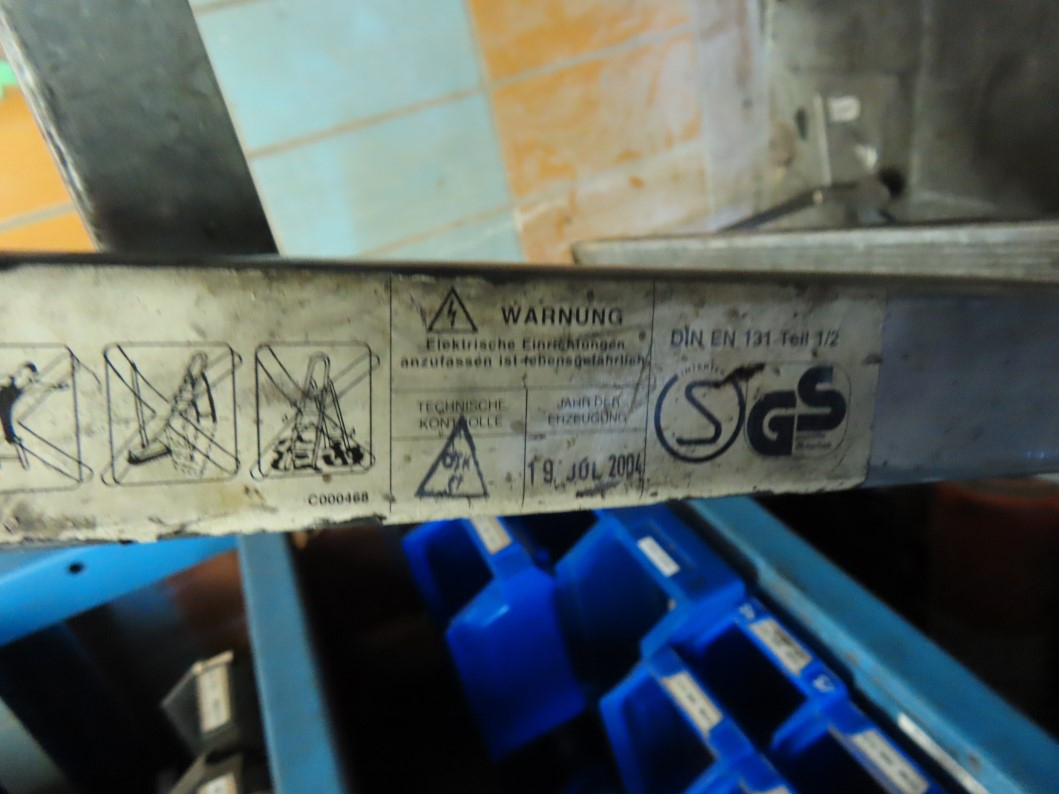 WARNUNG
Elektrische Einrichtungen
anzufassen ist lebensgefährlich
TECHNISCHE
KONTROLLE
JAHR DER
ERZEUGUNG
19. JUL 2004
C000468
DIN EN 131 Teil 1/2
INTERTEK
S
GS